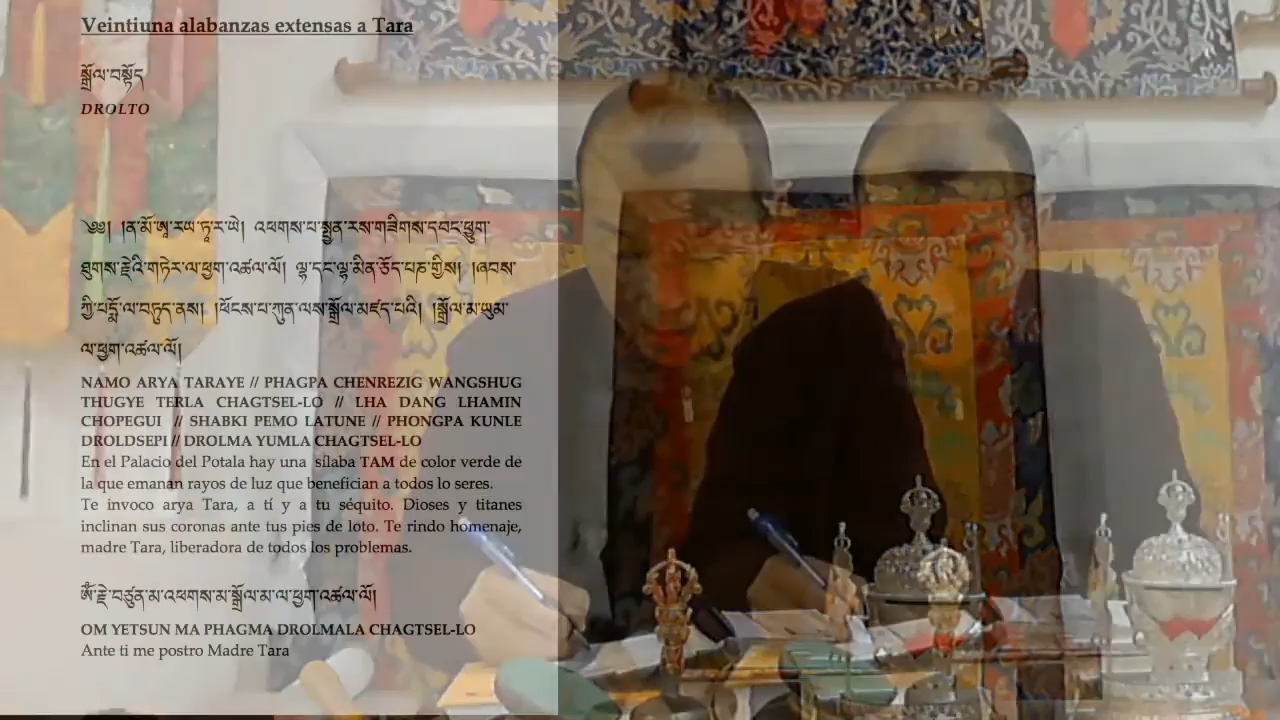 Veintiuna alabanzas extensas a Tara
སྒྲོལ་བསྟོད
DROLTO
༄༅། །ན་མོ་ཨཱརྱ་ཏཱ་ར་ཡེ། འཕགས་པ་སྤྱན་རས་གཟིགས་དབང་ཕྱུག་
ཐུགས་རྗེའི་གཏེར་ལ་ཕྱག་འཚལ་ལོ། ལྷ་དང་ལྷ་མིན་ཅོད་པཎ་གྱིས། །ཞབས་
ཀྱི་པདྨོ་ལ་བཏུད་ནས། །ཕོངས་པ་ཀུན་ལས་སྒྲོལ་མཛད་པའི། །སྒྲོལ་མ་ཡུམ་
ལ་ཕྱག་འཚལ་ལོ།
NAMO ARYA TARAYE // PHAGPA CHENREZIG WANGSHUG
THUGYE TERLA CHAGTSEL-LO // LHA DANG LHAMIN
CHOPEGUI // SHABKI PEMO LATUNE // PHONGPA KUNLE
DROLDSEPI // DROLMA YUMLA CHAGTSEL-LO
En el Palacio del Potala hay una sílaba TAM de color verde de
la que emanan rayos de luz que benefician a todos lo seres.
Te invoco arya Tara, a tí y a tu séquito. Dioses y titanes
inclinan sus coronas ante tus pies de loto. Te rindo homenaje,
madre Tara, liberadora de todos los problemas.
ཨོཾ་རྗེ་བཙུན་མ་འཕགས་མ་སྒྲོལ་མ་ལ་ཕྱག་འཚལ་ལོ།
OM YETSUN MA PHAGMA DROLMALA CHAGTSEL-LO
Ante ti me postro Madre Tara